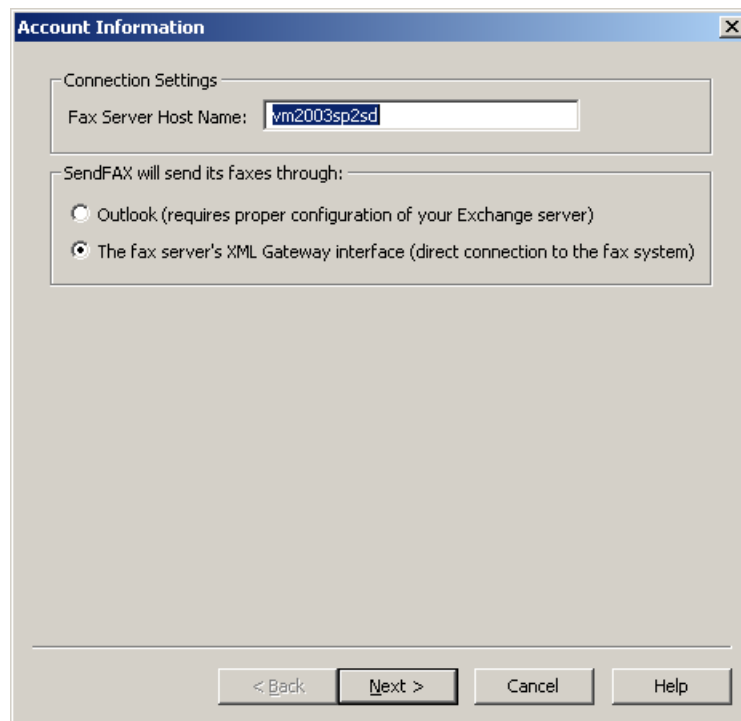 Account Information
Connection Settings
Fax Server Host Name: vm2003sp2sd
SendFAX will send its faxes through:
Outlook (requires proper configuration of your Exchange server)
The fax server's XML Gateway interface (direct connection to the fax system)
< Back Next > Cancel Help